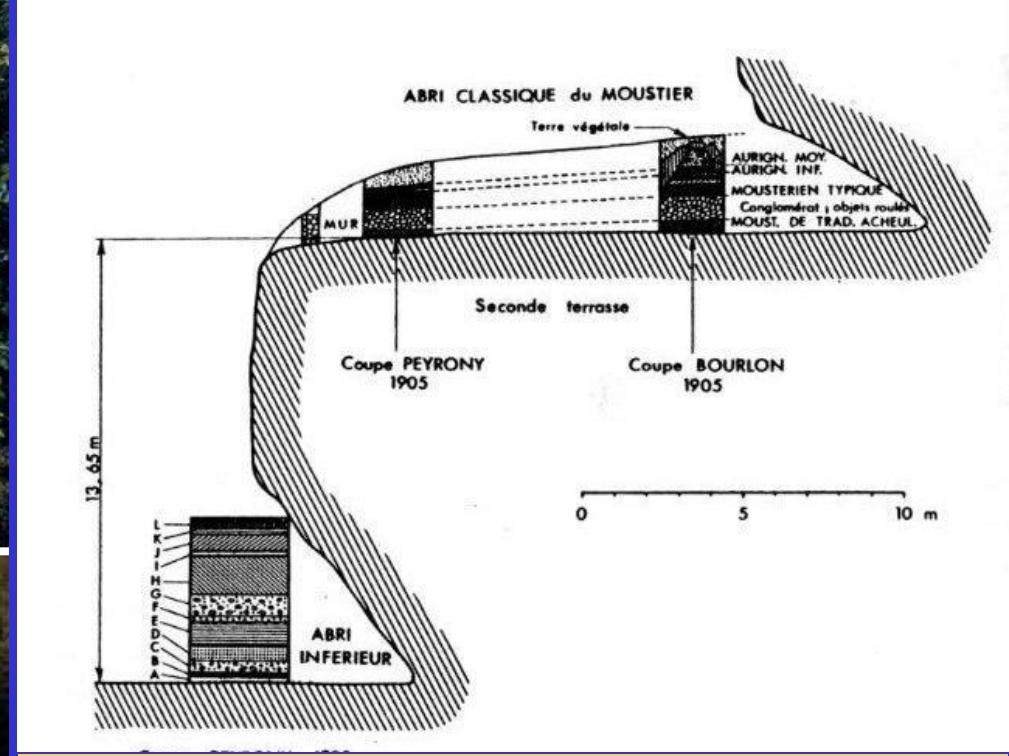 ABRI CLASSIQUE du MOUSTIER
Terre végétale
AURIGN. MOY.
AURIGN. INF.
MOUSTERIEN TYPIQUE
Conglomérat ; objets roulés
MOUST. DE TRAD. ACHEUL.
MUR
Seconde terrasse
Coupe PEYRONY
1905
Coupe BOURLON
1905
13,65 m
0 5 10 m
L
K
J
I
H
G
F
E
D
C
B
A
ABRI
INFERIEUR